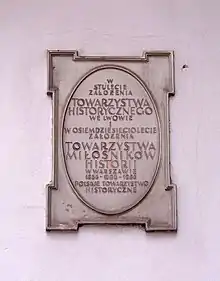 W
STULECIE
ZAŁOŻENIA
TOWARZYSTWA
HISTORYCZNEGO
WE LWOWIE
I
W OSIEMDZIESIĘCIOLECIE
ZAŁOŻENIA
TOWARZYSTWA
MIŁOŚNIKÓW
HISTORII
W WARSZAWIE
1886 - 1906 - 1986
POLSKIE TOWARZYSTWO
HISTORYCZNE